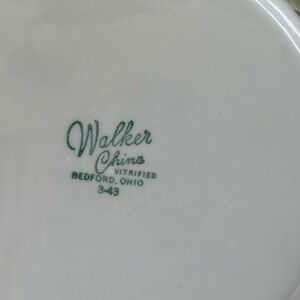 Walker
China
VITRIFIED
BEDFORD, OHIO
3-43